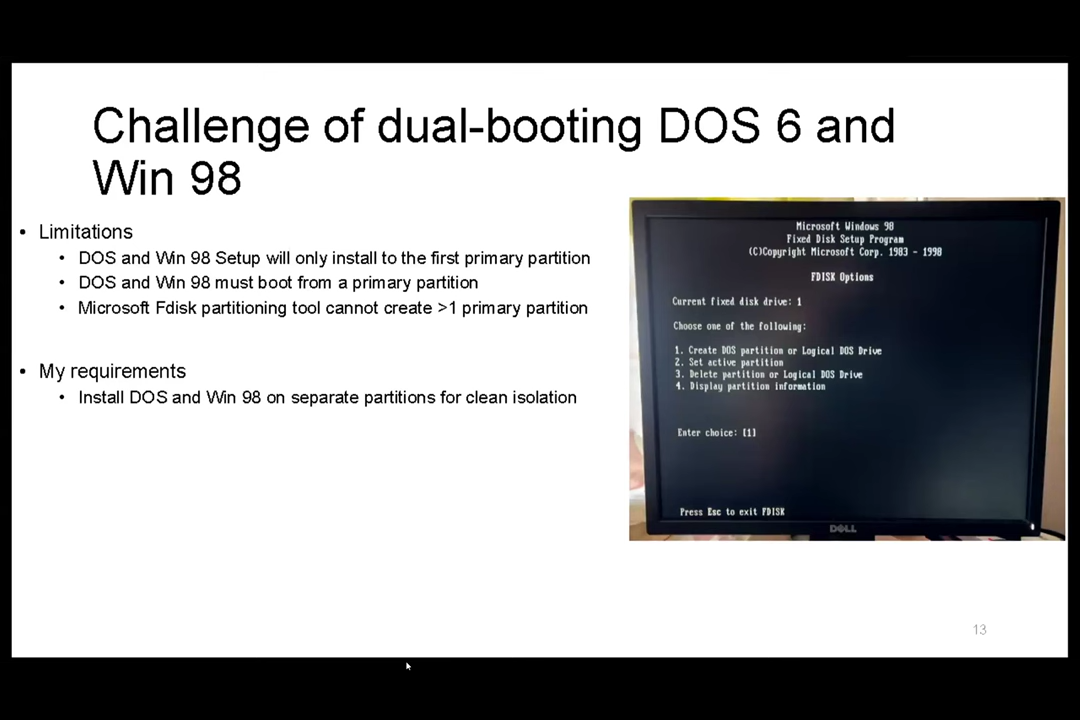 Challenge of dual-booting DOS 6 and
Win 98
• Limitations
• DOS and Win 98 Setup will only install to the first primary partition
• DOS and Win 98 must boot from a primary partition
• Microsoft Fdisk partitioning tool cannot create >1 primary partition
• My requirements
• Install DOS and Win 98 on separate partitions for clean isolation
Microsoft Windows 98
Fixed Disk Setup Program
(C)Copyright Microsoft Corp. 1983 - 1998
FDISK Options
Current fixed disk drive: 1
Choose one of the following:
1. Create DOS partition or Logical DOS Drive
2. Set active partition
3. Delete partition or Logical DOS Drive
4. Display partition information
Enter choice: [1]
Press Esc to exit FDISK
DELL
13